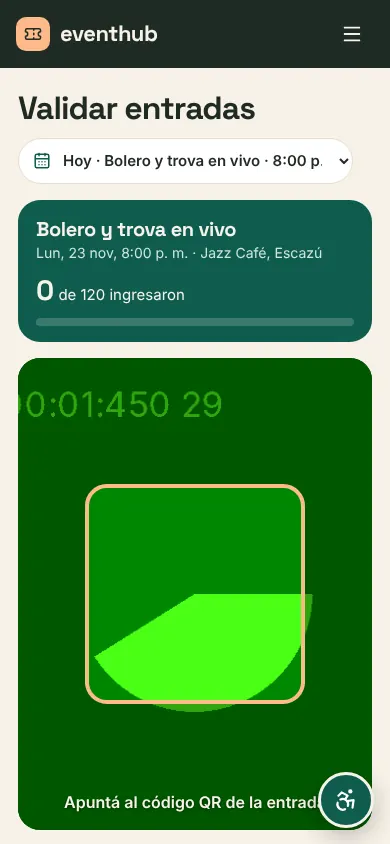 eventhub
Validar entradas
Hoy · Bolero y trova en vivo · 8:00 p.
Bolero y trova en vivo
Lun, 23 nov, 8:00 p. m. · Jazz Café, Escazú
0 de 120 ingresaron
00:01:450 29
Apuntá al código QR de la entrada